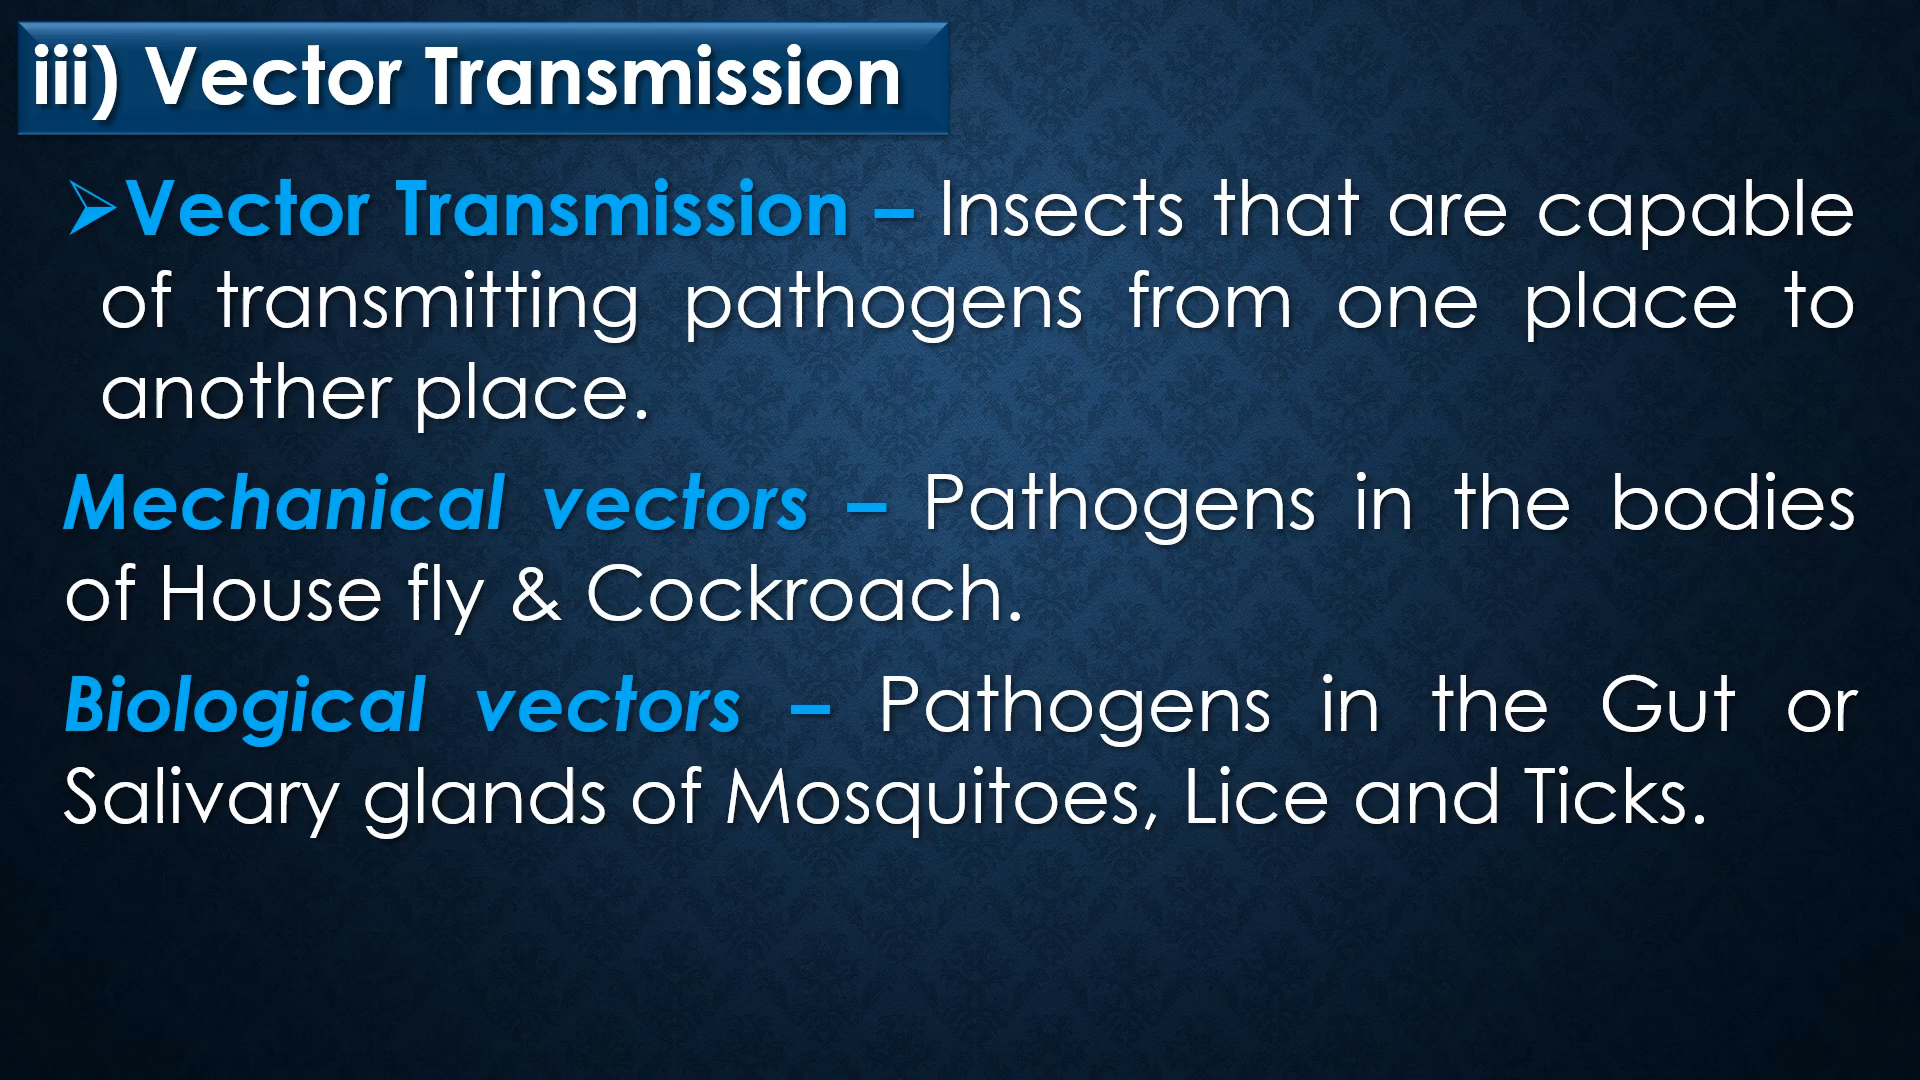 iii) Vector Transmission
➢Vector Transmission – Insects that are capable
of transmitting pathogens from one place to
another place.
Mechanical vectors – Pathogens in the bodies
of House fly & Cockroach.
Biological vectors – Pathogens in the Gut or
Salivary glands of Mosquitoes, Lice and Ticks.